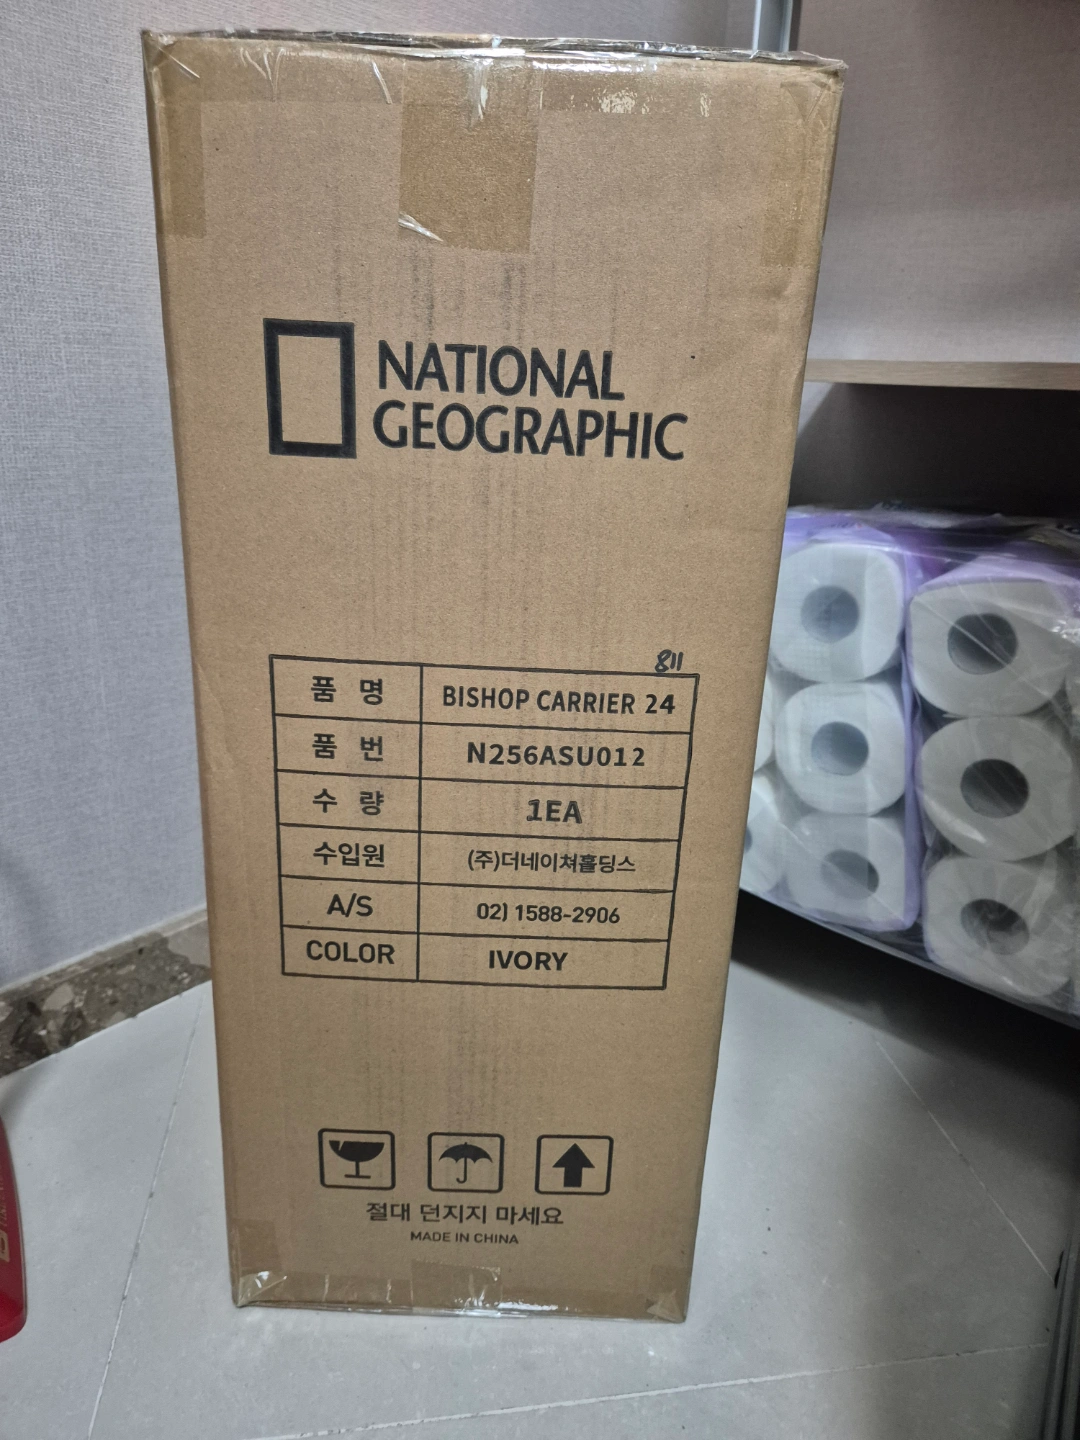 NATIONAL
GEOGRAPHIC
811
품 명 BISHOP CARRIER 24
품 번 N256ASU012
수 량 1EA
수입원 (주)더네이쳐홀딩스
A/S 02) 1588-2906
COLOR IVORY
절대 던지지 마세요
MADE IN CHINA